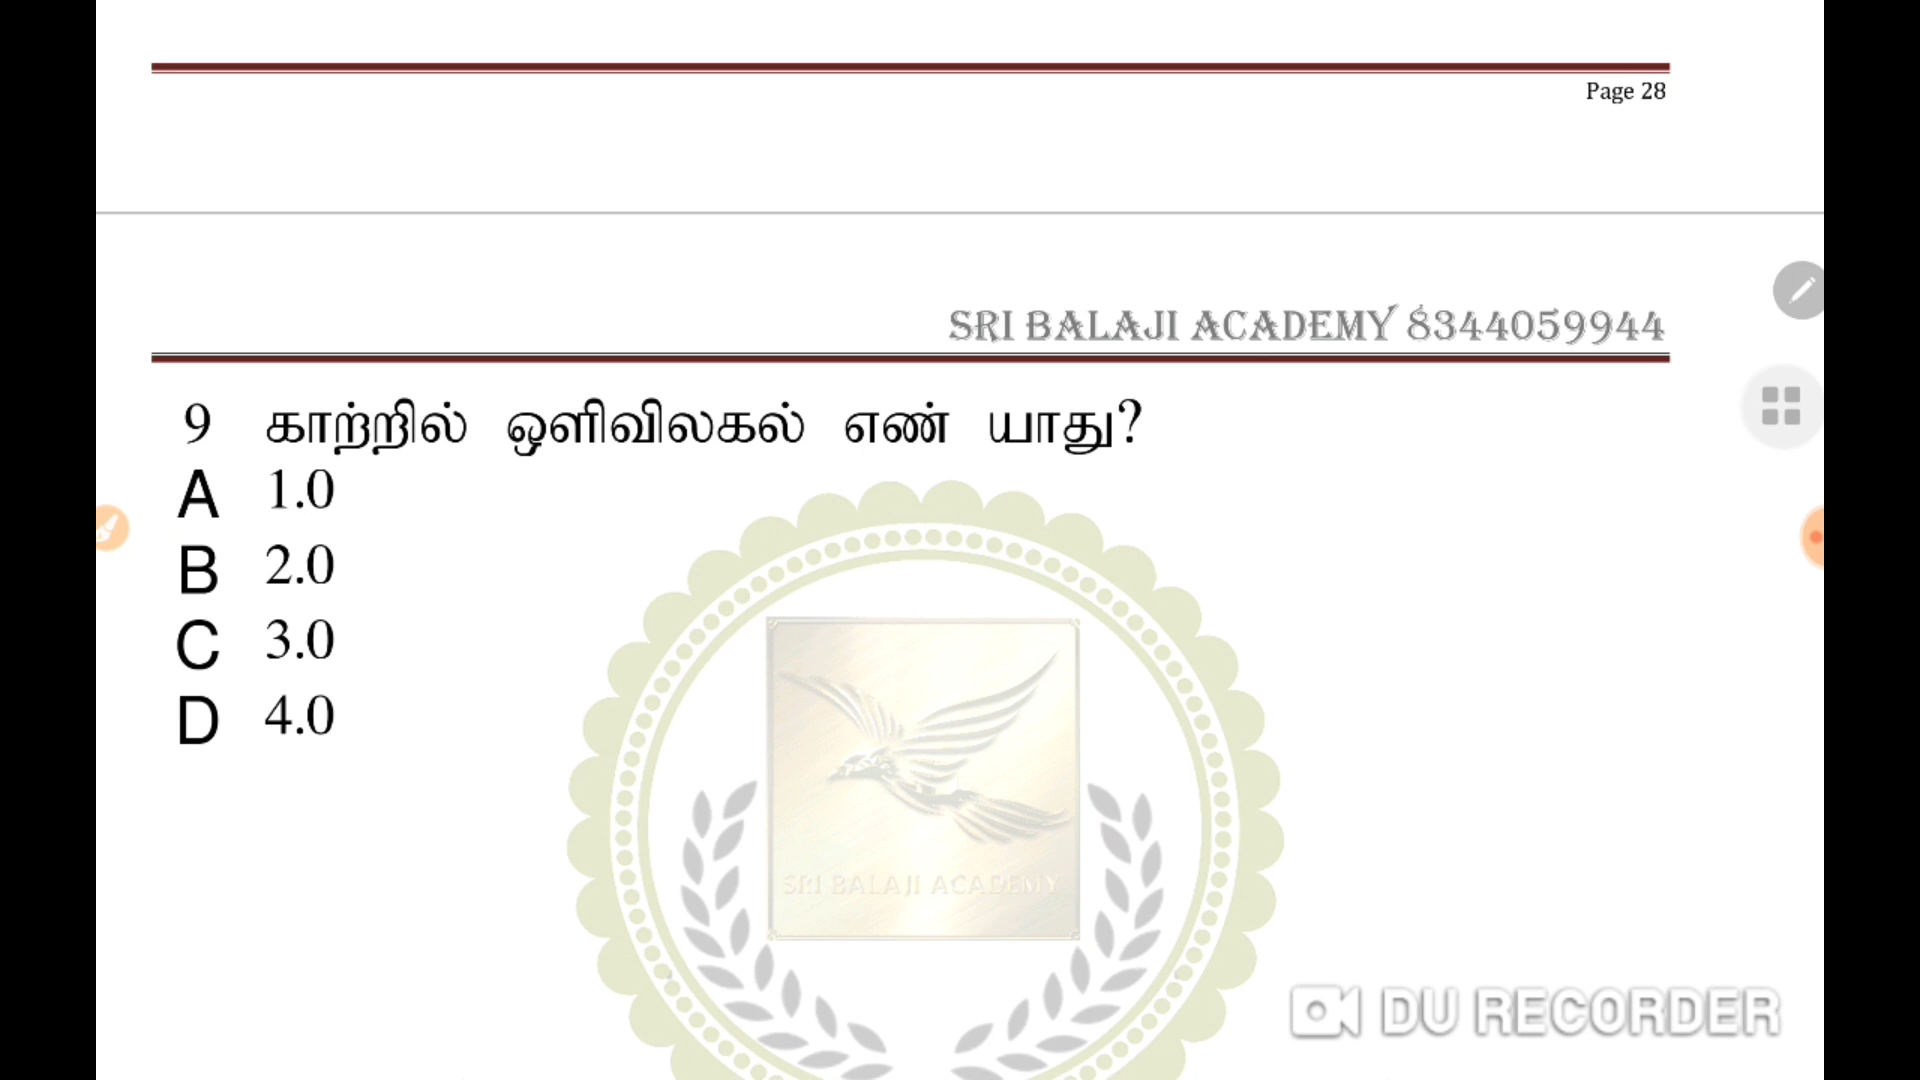 Page 28
SRI BALAJI ACADEMY 8344059944
9 காற்றில் ஒளிவிலகல் எண் யாது?
A 1.0
B 2.0
C 3.0
D 4.0
SRI BALAJI ACADEMY
DU RECORDER